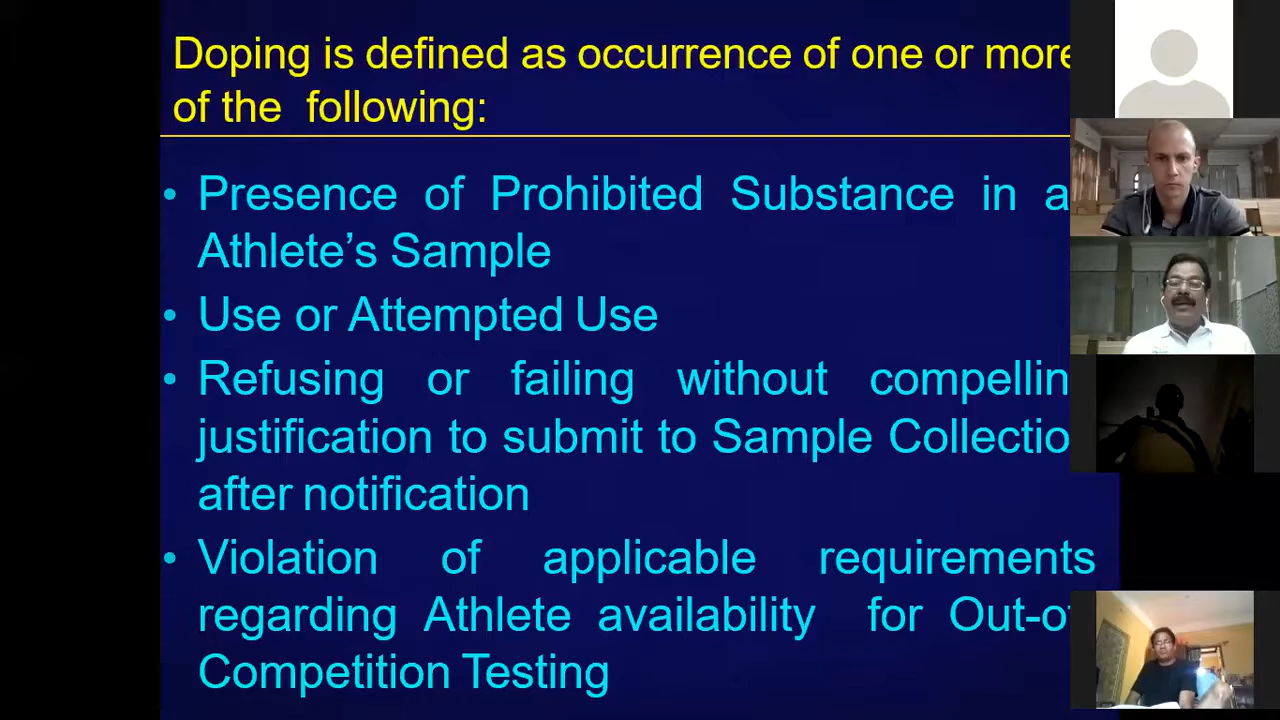 Doping is defined as occurrence of one or more
of the following:
• Presence of Prohibited Substance in a
Athlete's Sample
• Use or Attempted Use
• Refusing or failing without compellin
justification to submit to Sample Collectio
after notification
• Violation of applicable requirements
regarding Athlete availability for Out-of
Competition Testing